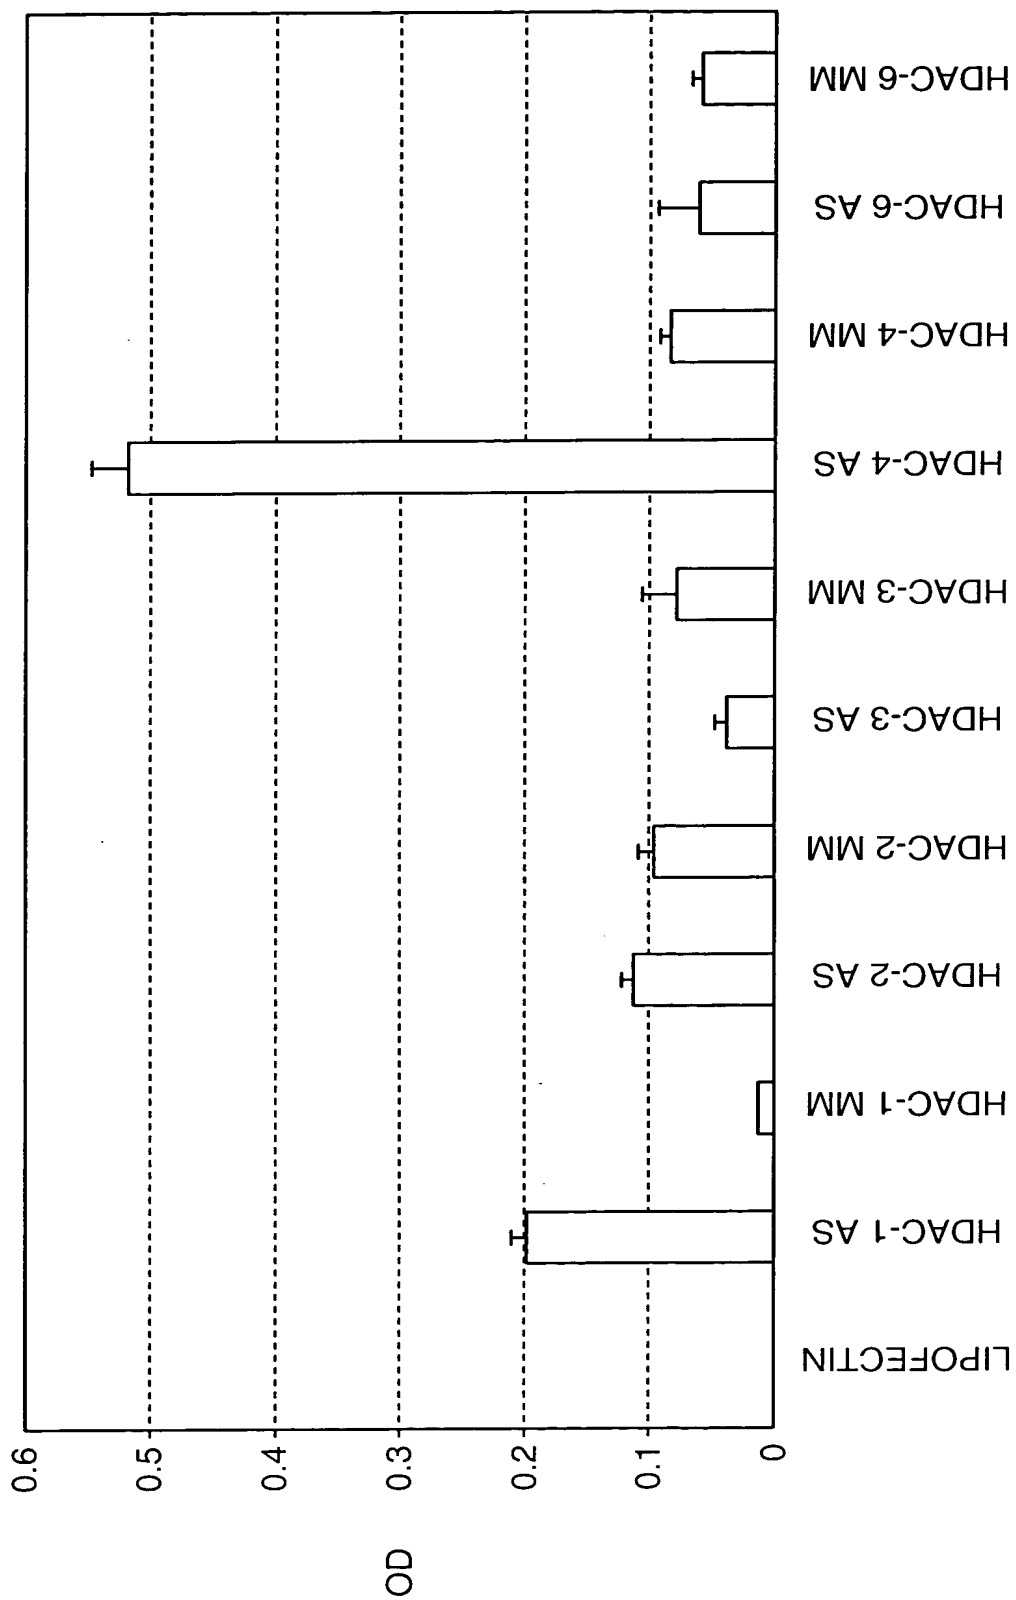 OD
0.6
0.5
0.4
0.3
0.2
0.1
0
LIPOFECTIN
HDAC-1 AS
HDAC-1 MM
HDAC-2 AS
HDAC-2 MM
HDAC-3 AS
HDAC-3 MM
HDAC-4 AS
HDAC-4 MM
HDAC-6 AS
HDAC-6 MM